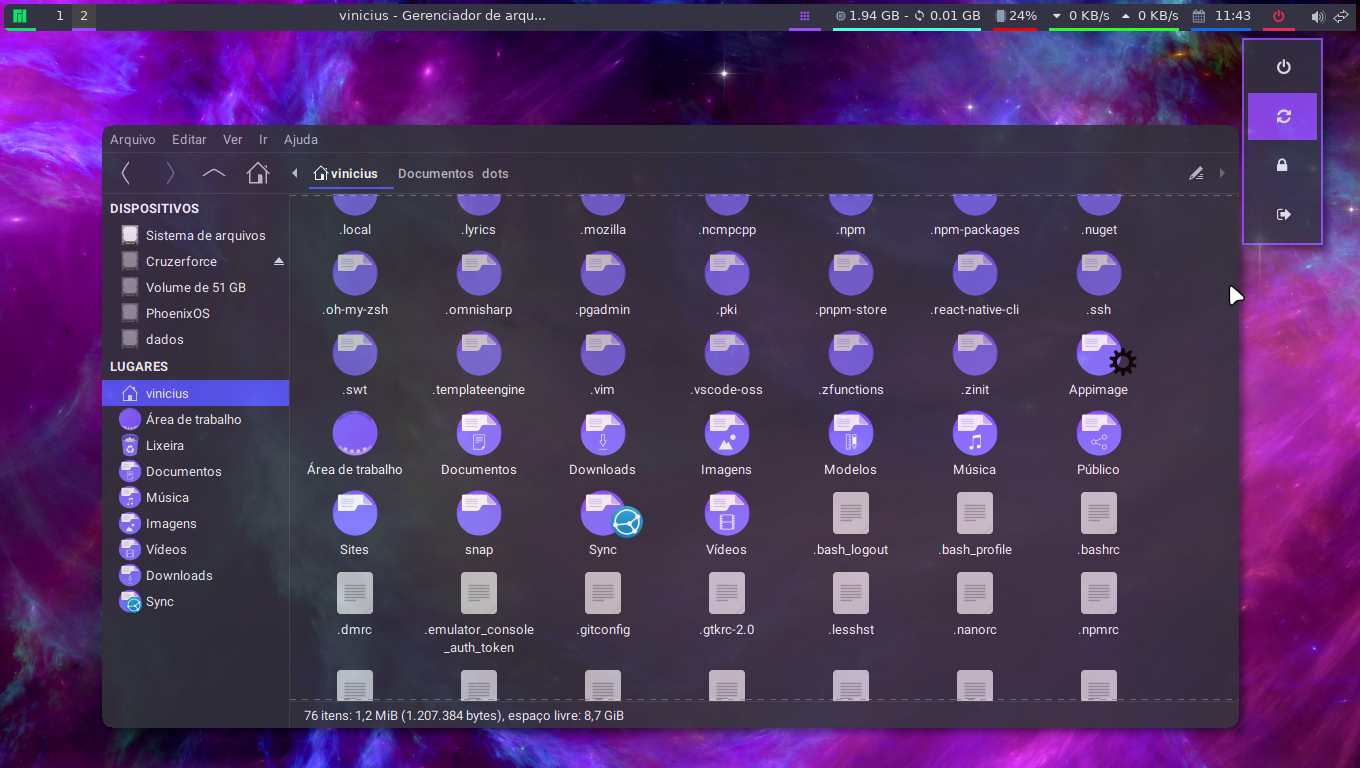 1 2 vinicius - Gerenciador de arqu... 1.94 GB - 0.01 GB 24% 0 KB/s 0 KB/s 11:43
Arquivo Editar Ver Ir Ajuda
vinicius Documentos dots
DISPOSITIVOS
Sistema de arquivos
Cruzerforce
Volume de 51 GB
PhoenixOS
dados
LUGARES
vinicius
Área de trabalho
Lixeira
Documentos
Música
Imagens
Vídeos
Downloads
Sync
.local .lyrics .mozilla .ncmpcpp .npm .npm-packages .nuget
.oh-my-zsh .omnisharp .pgadmin .pki .pnpm-store .react-native-cli .ssh
.swt .templateengine .vim .vscode-oss .zfunctions .zinit Appimage
Área de trabalho Documentos Downloads Imagens Modelos Música Público
Sites snap Sync Vídeos .bash_logout .bash_profile .bashrc
.dmrc .emulator_console .gitconfig .gtkrc-2.0 .lesshst .nanorc .npmrc
_auth_token
76 itens: 1,2 MiB (1.207.384 bytes), espaço livre: 8,7 GiB